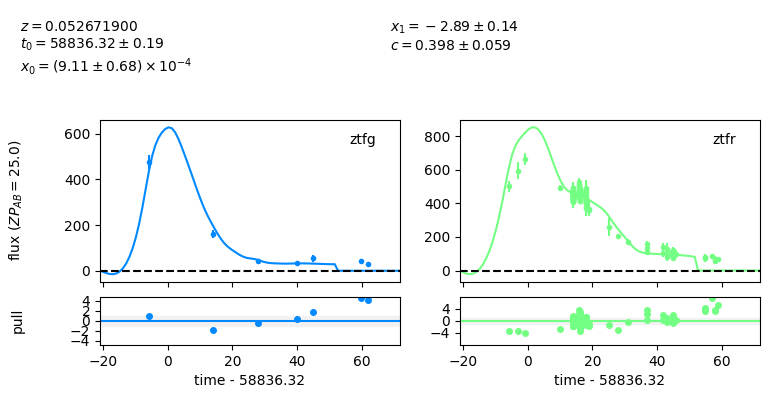 z = 0.052671900
t₀ = 58836.32 ± 0.19
x₀ = (9.11 ± 0.68) × 10⁻⁴
x₁ = −2.89 ± 0.14
c = 0.398 ± 0.059
flux (ZP_AB = 25.0)
600
400
200
0
ztfg
800
600
400
200
0
ztfr
pull
4
2
0
−2
−4
−20
0
20
40
60
time - 58836.32
4
0
−4
−20
0
20
40
60
time - 58836.32